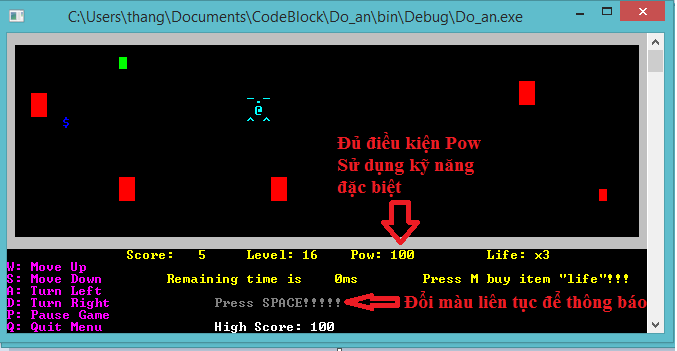 C:\Users\thang\Documents\CodeBlock\Do_an\bin\Debug\Do_an.exe
$
@
^ ^
Đủ điều kiện Pow
Sử dụng kỹ năng
đặc biệt
Score: 5 Level: 16 Pow: 100 Life: x3
W: Move Up
S: Move Down Remaining time is 0ms Press M buy item "life"!!!
A: Turn Left
D: Turn Right Press SPACE!!!!! Đổi màu liên tục để thông báo
P: Pause Game
Q: Quit Menu High Score: 100